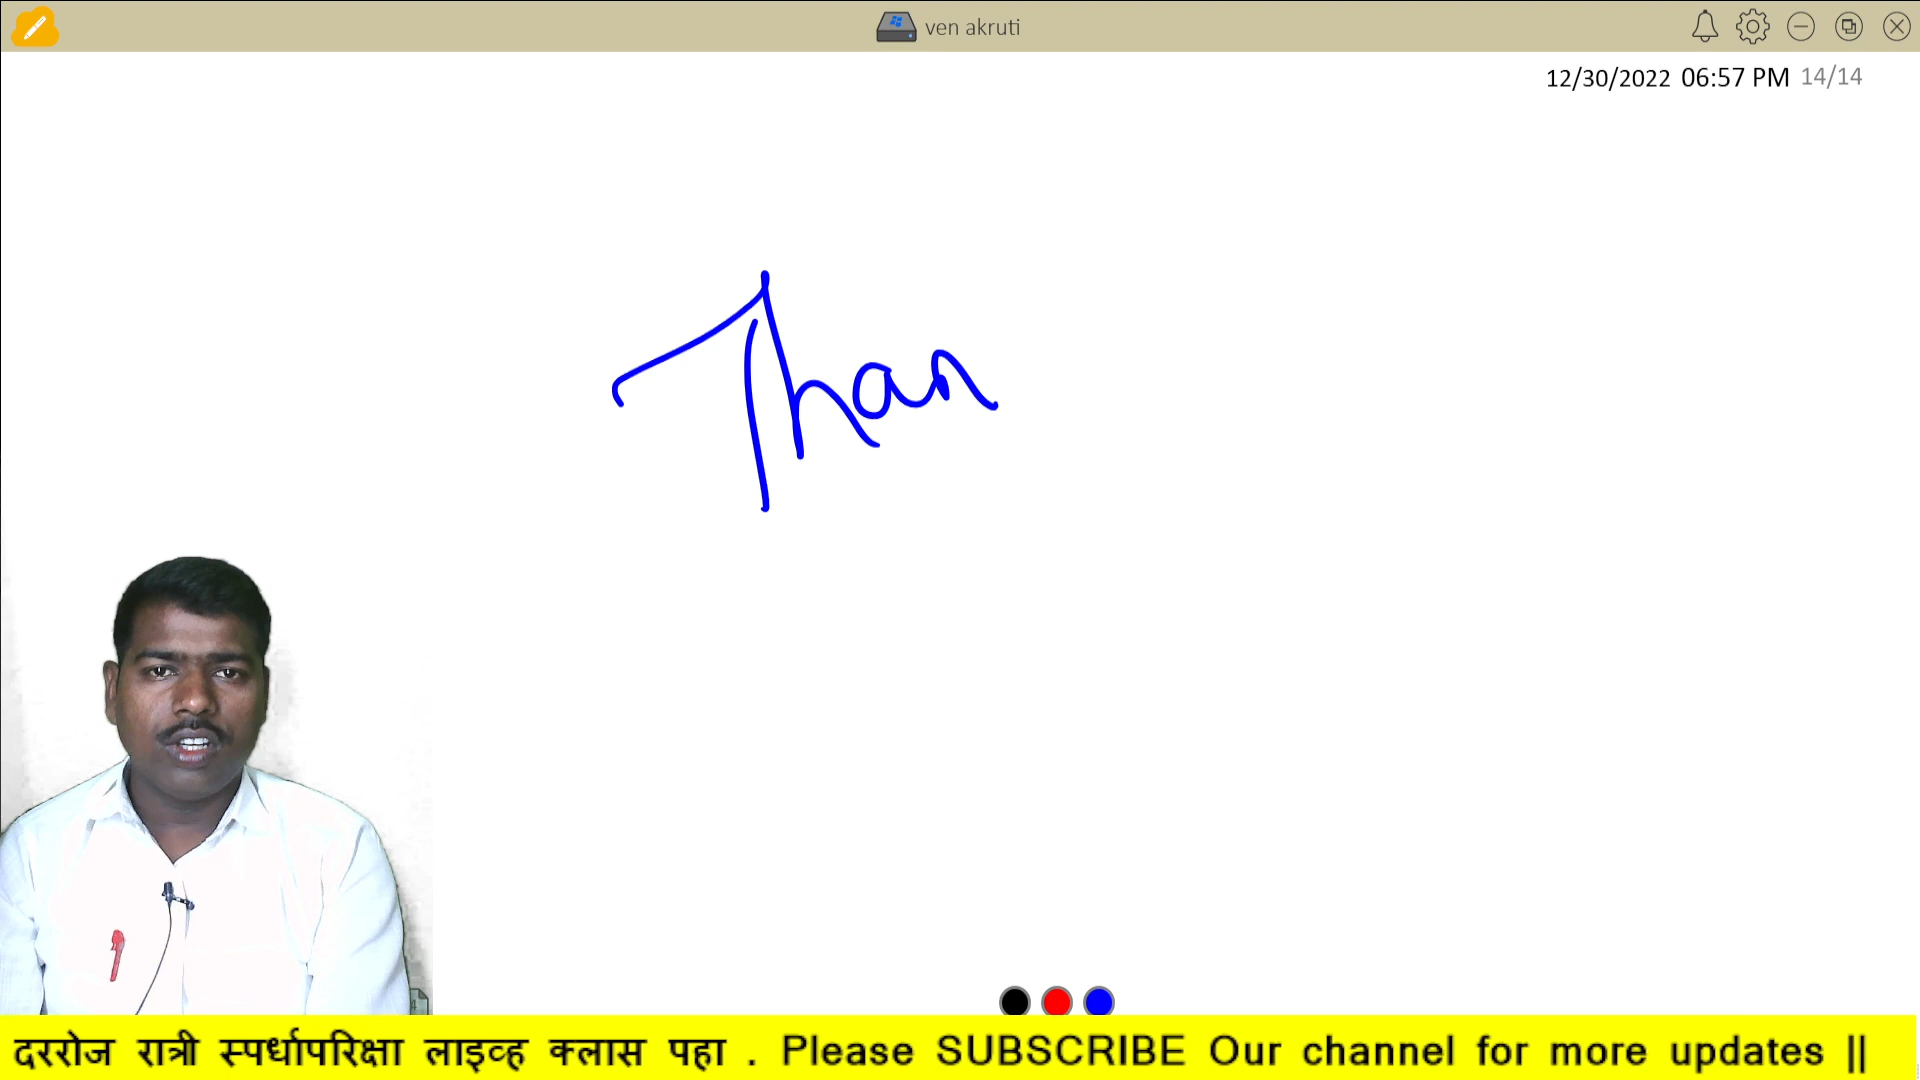 ven akruti
12/30/2022 06:57 PM 14/14
Than
दररोज रात्री स्पर्धापरिक्षा लाइव्ह क्लास पहा . Please SUBSCRIBE Our channel for more updates ||